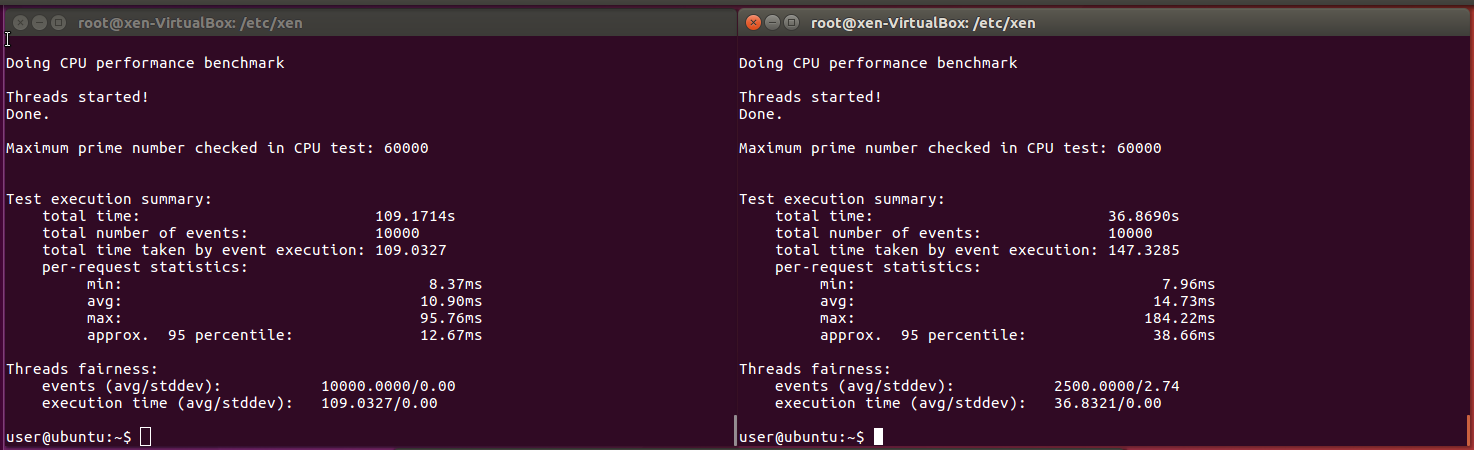 root@xen-VirtualBox: /etc/xen
Doing CPU performance benchmark
Threads started!
Done.
Maximum prime number checked in CPU test: 60000
Test execution summary:
total time: 109.1714s
total number of events: 10000
total time taken by event execution: 109.0327
per-request statistics:
min: 8.37ms
avg: 10.90ms
max: 95.76ms
approx. 95 percentile: 12.67ms
Threads fairness:
events (avg/stddev): 10000.0000/0.00
execution time (avg/stddev): 109.0327/0.00
user@ubuntu:~$
root@xen-VirtualBox: /etc/xen
Doing CPU performance benchmark
Threads started!
Done.
Maximum prime number checked in CPU test: 60000
Test execution summary:
total time: 36.8690s
total number of events: 10000
total time taken by event execution: 147.3285
per-request statistics:
min: 7.96ms
avg: 14.73ms
max: 184.22ms
approx. 95 percentile: 38.66ms
Threads fairness:
events (avg/stddev): 2500.0000/2.74
execution time (avg/stddev): 36.8321/0.00
user@ubuntu:~$